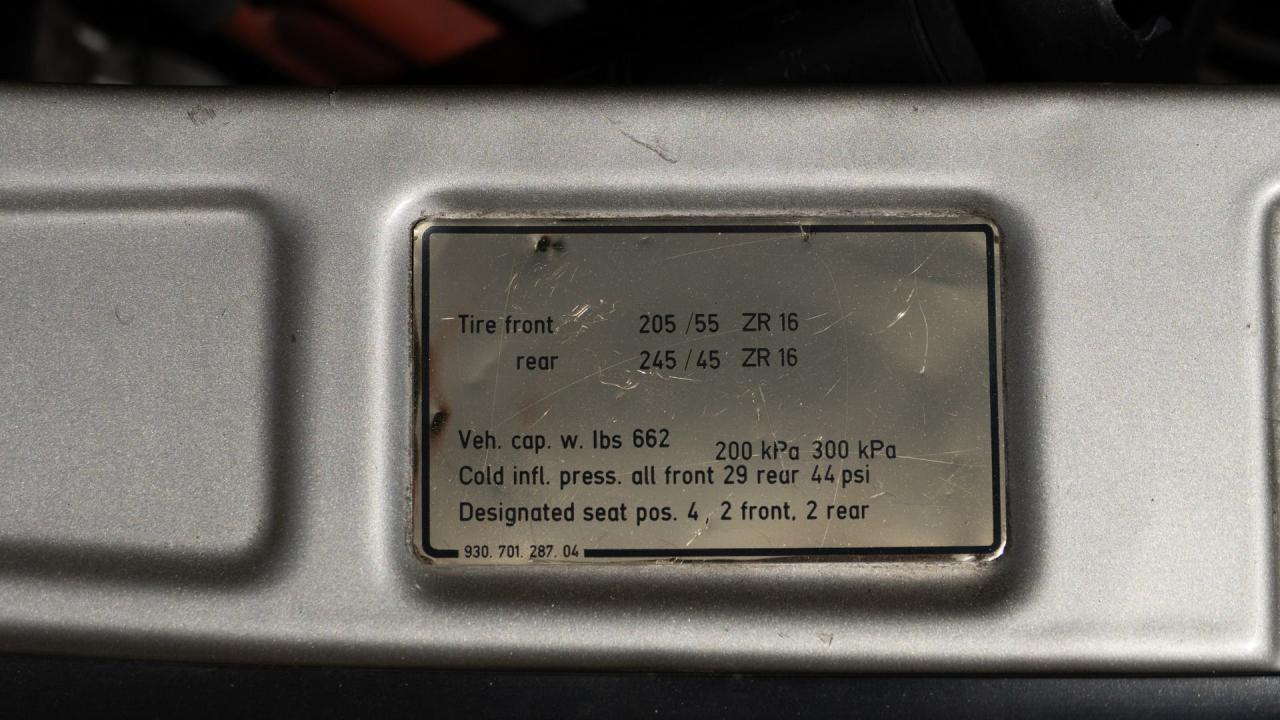 Tire front 205 /55 ZR 16
rear 245 / 45 ZR 16
Veh. cap. w. lbs 662
200 kPa 300 kPa
Cold infl. press. all front 29 rear 44 psi
Designated seat pos. 4, 2 front, 2 rear
930. 701. 287. 04